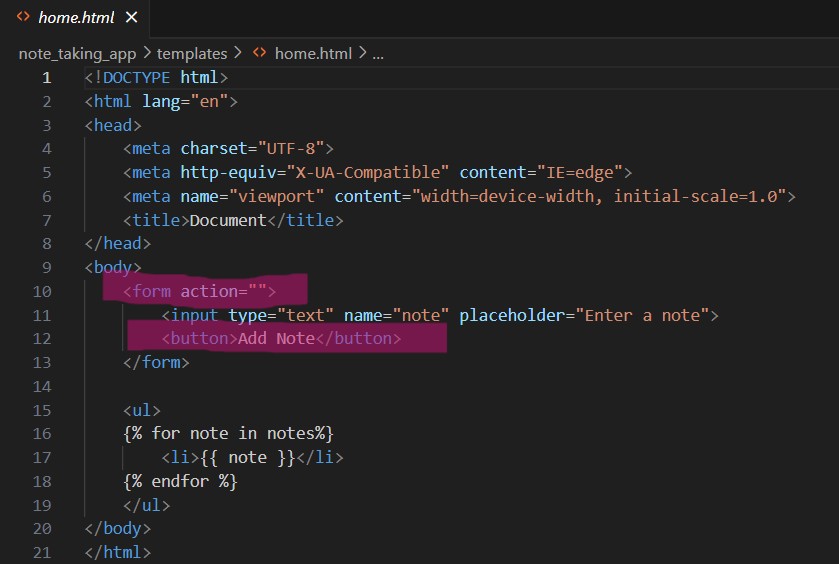 home.html
note_taking_app > templates > home.html > ...
1 <!DOCTYPE html>
2 <html lang="en">
3 <head>
4     <meta charset="UTF-8">
5     <meta http-equiv="X-UA-Compatible" content="IE=edge">
6     <meta name="viewport" content="width=device-width, initial-scale=1.0">
7     <title>Document</title>
8 </head>
9 <body>
10     <form action="">
11         <input type="text" name="note" placeholder="Enter a note">
12         <button>Add Note</button>
13     </form>
14
15     <ul>
16     {% for note in notes%}
17         <li>{{ note }}</li>
18     {% endfor %}
19     </ul>
20 </body>
21 </html>